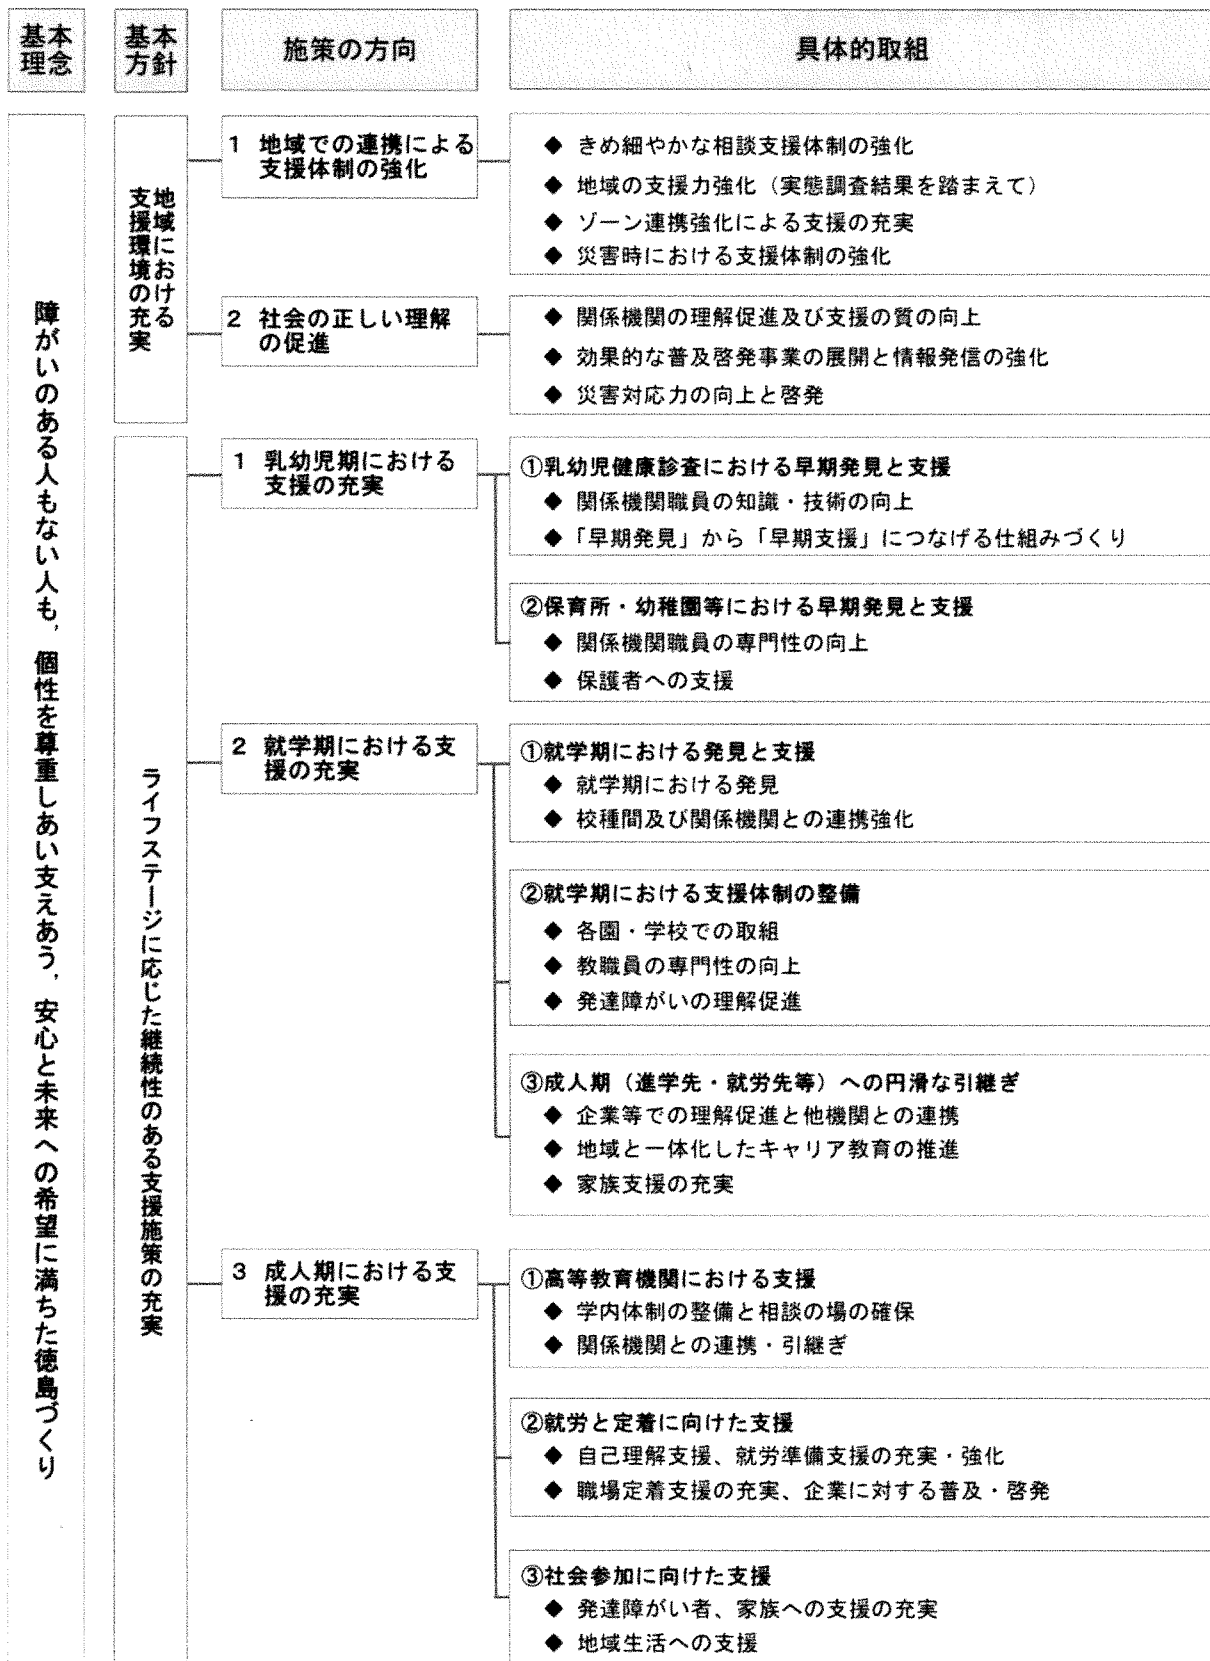 基本
理念
基本
方針
施策の方向
具体的取組
障がいのある人もない人も，個性を尊重しあい支えあう，安心と未来への希望に満ちた徳島づくり
地域における
支援環境の充実
1 地域での連携による
支援体制の強化
◆ きめ細やかな相談支援体制の強化
◆ 地域の支援力強化（実態調査結果を踏まえて）
◆ ゾーン連携強化による支援の充実
◆ 災害時における支援体制の強化
2 社会の正しい理解
の促進
◆ 関係機関の理解促進及び支援の質の向上
◆ 効果的な普及啓発事業の展開と情報発信の強化
◆ 災害対応力の向上と啓発
ライフステージに応じた継続性のある支援施策の充実
1 乳幼児期における
支援の充実
①乳幼児健康診査における早期発見と支援
◆ 関係機関職員の知識・技術の向上
◆「早期発見」から「早期支援」につなげる仕組みづくり
②保育所・幼稚園等における早期発見と支援
◆ 関係機関職員の専門性の向上
◆ 保護者への支援
2 就学期における支
援の充実
①就学期における発見と支援
◆ 就学期における発見
◆ 校種間及び関係機関との連携強化
②就学期における支援体制の整備
◆ 各園・学校での取組
◆ 教職員の専門性の向上
◆ 発達障がいの理解促進
③成人期（進学先・就労先等）への円滑な引継ぎ
◆ 企業等での理解促進と他機関との連携
◆ 地域と一体化したキャリア教育の推進
◆ 家族支援の充実
3 成人期における支
援の充実
①高等教育機関における支援
◆ 学内体制の整備と相談の場の確保
◆ 関係機関との連携・引継ぎ
②就労と定着に向けた支援
◆ 自己理解支援、就労準備支援の充実・強化
◆ 職場定着支援の充実、企業に対する普及・啓発
③社会参加に向けた支援
◆ 発達障がい者、家族への支援の充実
◆ 地域生活への支援